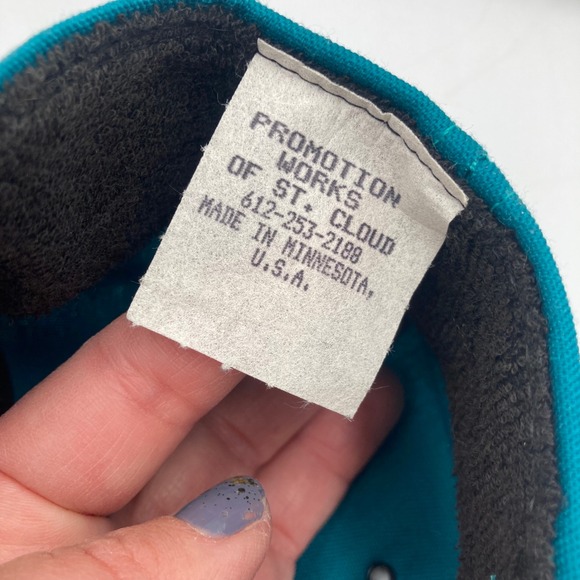 PROMOTION
WORKS
OF ST. CLOUD
612-253-2188
MADE IN MINNESOTA,
U.S.A.